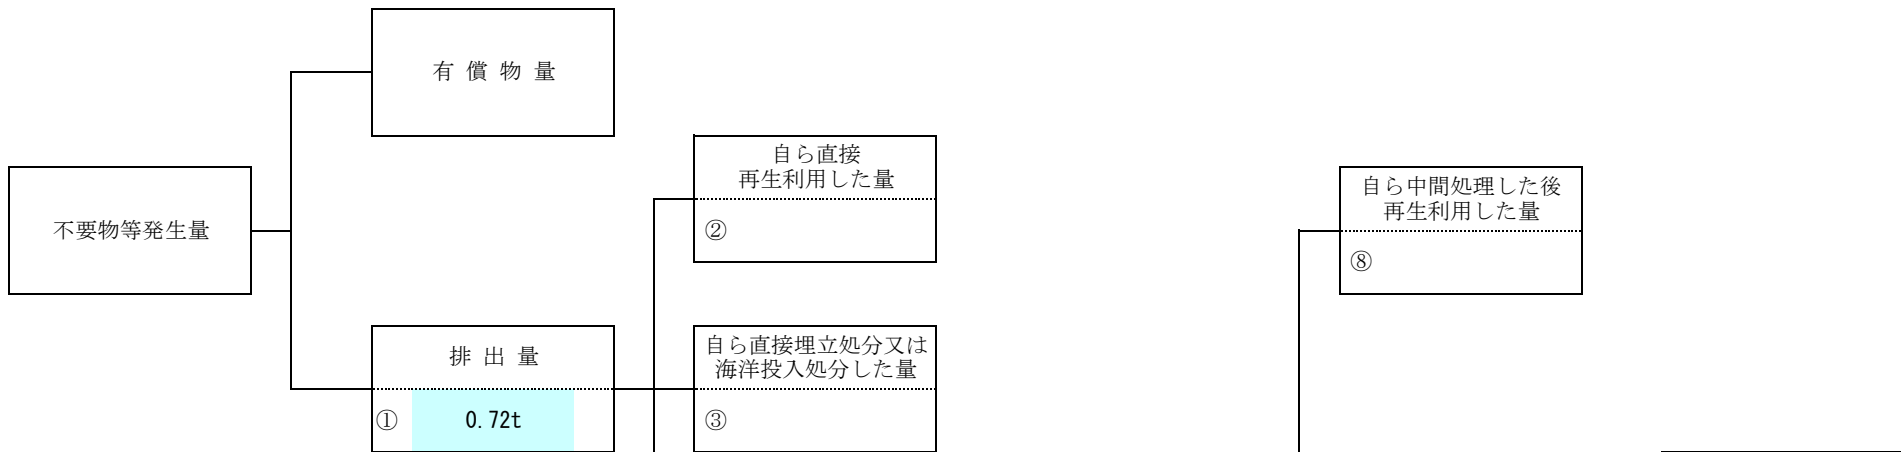 有 償 物 量
自ら直接
再生利用した量
②
自ら中間処理した後
再生利用した量
⑧
不要物等発生量
排 出 量
① 0.72t
自ら直接埋立処分又は
海洋投入処分した量
③